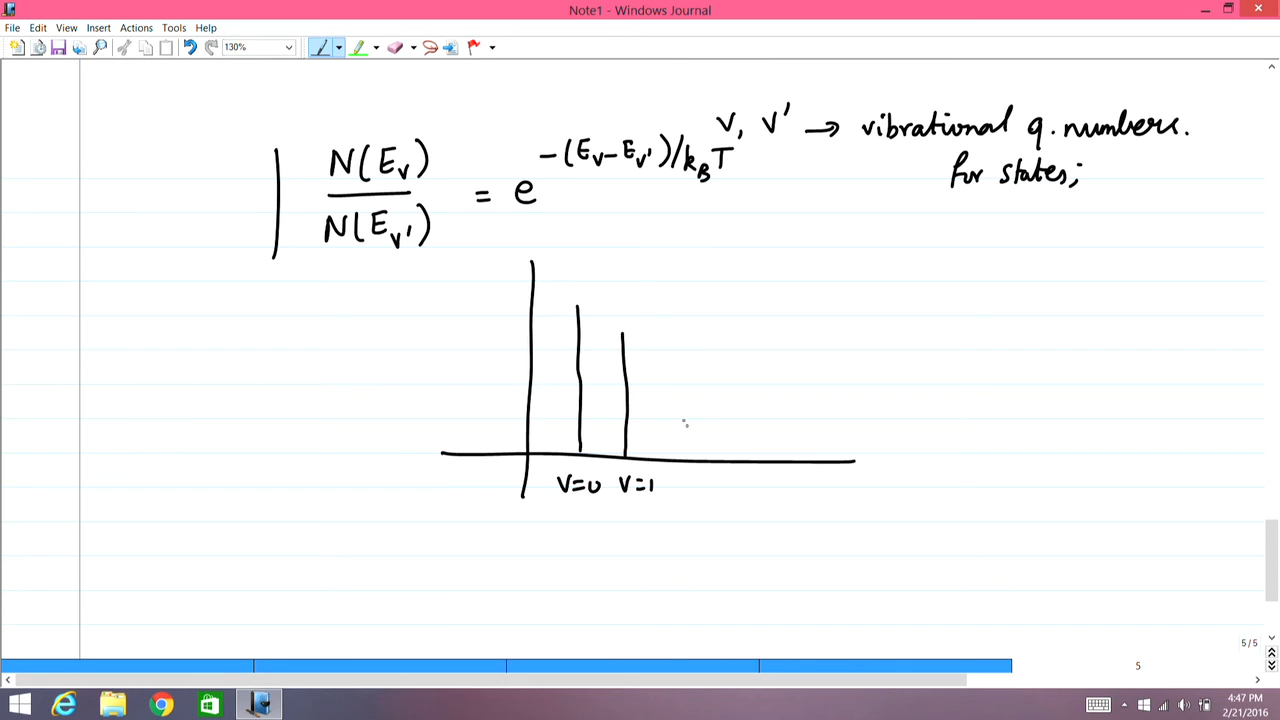 Note1 - Windows Journal
File Edit View Insert Actions Tools Help
130%
V, V' → vibrational q. numbers.
for states;
N(E_V) / N(E_V') = e^{-(E_V - E_V')/k_B T}
V=0 V=1
5/5
5
4:47 PM
2/21/2016